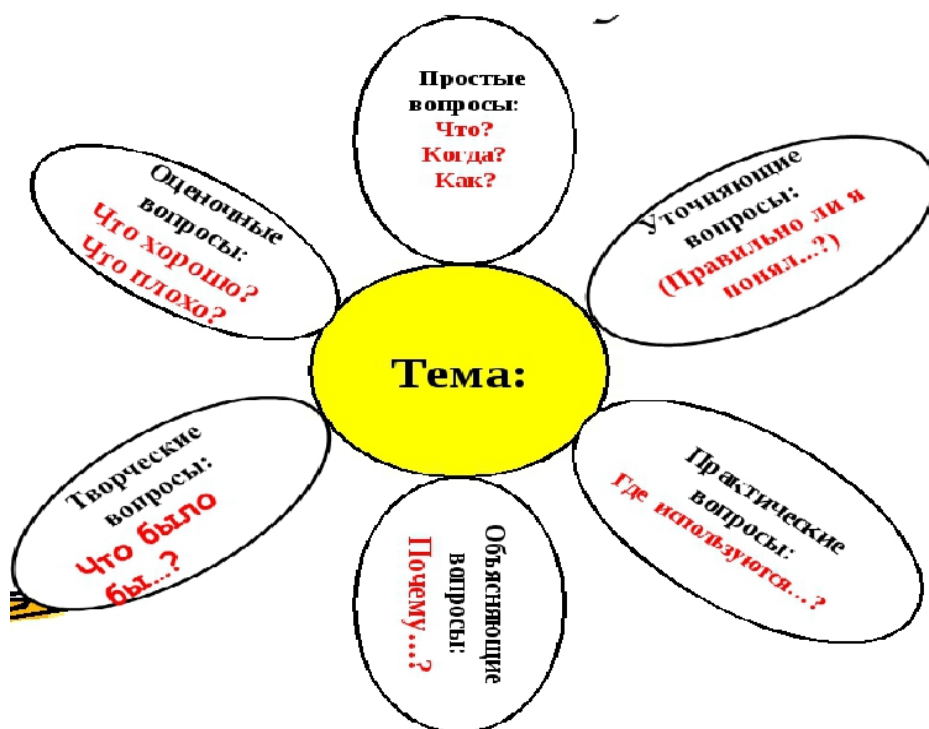 Простые
вопросы:
Что?
Когда?
Как?
Уточняющие
вопросы:
(Правильно ли я
понял...?)
Практические
вопросы:
Где используются...?
Объясняющие
вопросы:
Почему...?
Творческие
вопросы:
Что было
бы...?
Оценочные
вопросы:
Что хорошо?
Что плохо?
Тема: